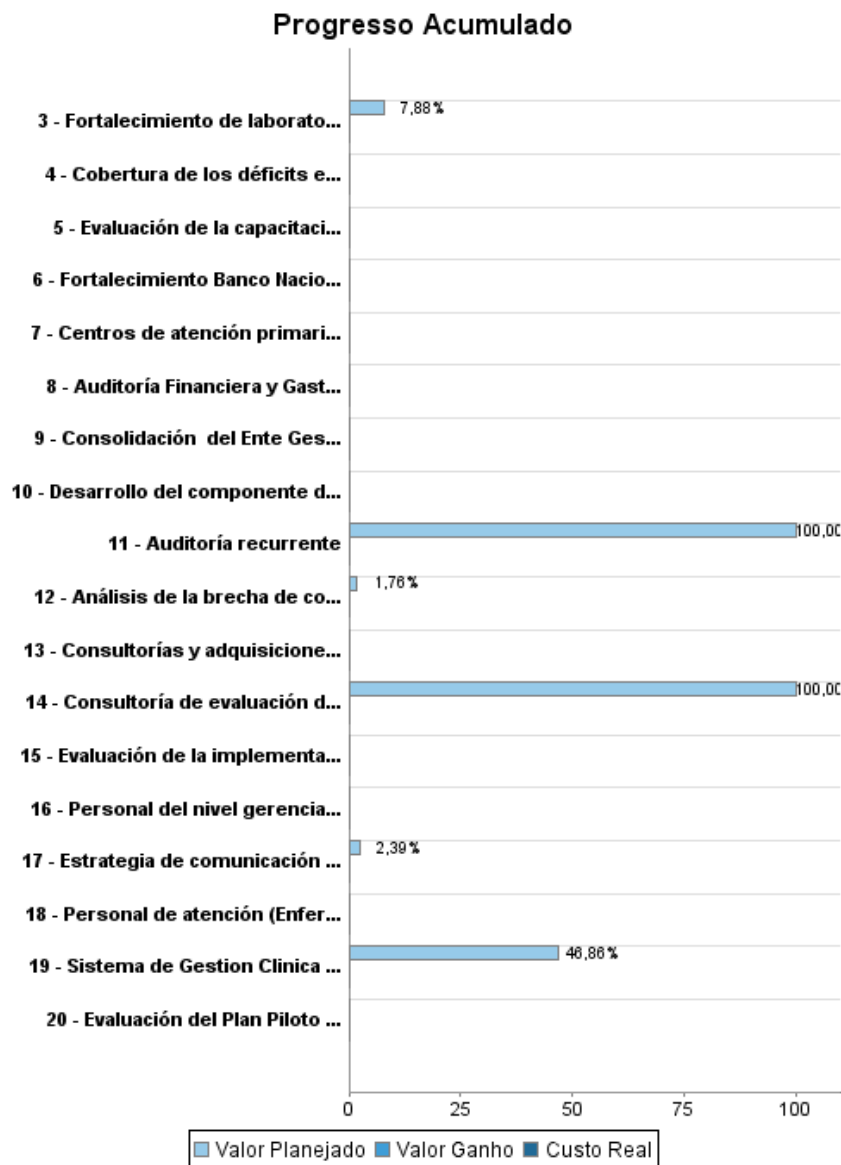 Progresso Acumulado
3 - Fortalecimiento de laborato...
7,88%
4 - Cobertura de los déficits e...
5 - Evaluación de la capacitaci...
6 - Fortalecimiento Banco Nacio...
7 - Centros de atención primari...
8 - Auditoría Financiera y Gast...
9 - Consolidación  del Ente Ges...
10 - Desarrollo del componente d...
11 - Auditoría recurrente
100,00
12 - Análisis de la brecha de co...
1,76%
13 - Consultorías y adquisicione...
14 - Consultoría de evaluación d...
100,00
15 - Evaluación de la implementa...
16 - Personal del nivel gerencia...
17 - Estrategia de comunicación ...
2,39%
18 - Personal de atención (Enfer...
19 - Sistema de Gestion Clinica ...
46,86%
20 - Evaluación del Plan Piloto ...
0 25 50 75 100
Valor Planejado Valor Ganho Custo Real